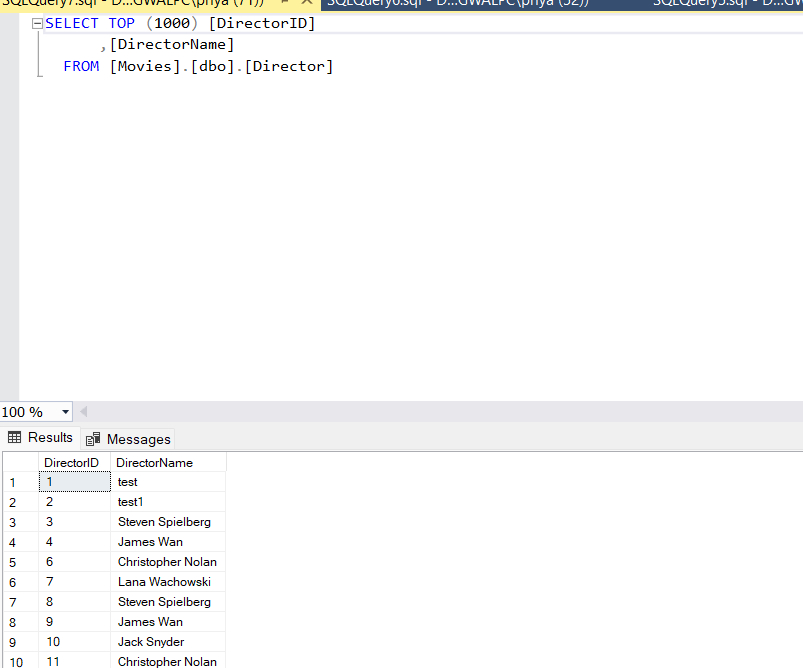 SQLQuery7.sql - D...GWALPC\priya (71)) SQLQuery6.sql - D...GWALPC\priya (52)) SQLQuery5.sql - D...GW
SELECT TOP (1000) [DirectorID]
,[DirectorName]
FROM [Movies].[dbo].[Director]
100 %
Results Messages
DirectorID DirectorName
1 1 test
2 2 test1
3 3 Steven Spielberg
4 4 James Wan
5 6 Christopher Nolan
6 7 Lana Wachowski
7 8 Steven Spielberg
8 9 James Wan
9 10 Jack Snyder
10 11 Christopher Nolan